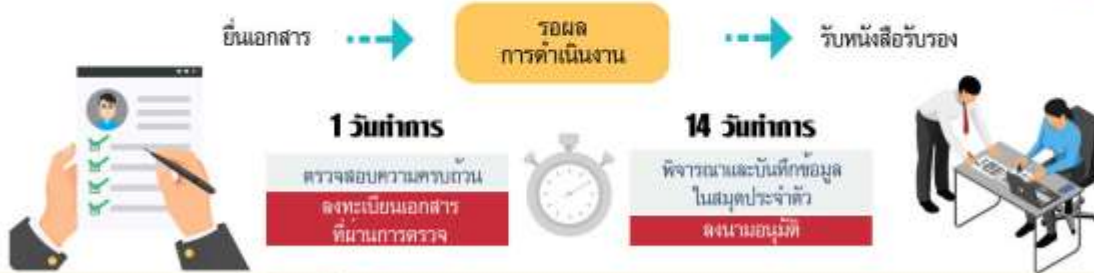 ยื่นเอกสาร
รอผล
การดำเนินงาน
รับหนังสือรับรอง
1 วันทำการ
ตรวจสอบความครบถ้วน
ลงทะเบียนเอกสาร
ที่ผ่านการตรวจ
14 วันทำการ
พิจารณาและบันทึกข้อมูล
ในสมุดประจำตัว
ลงนามอนุมัติ